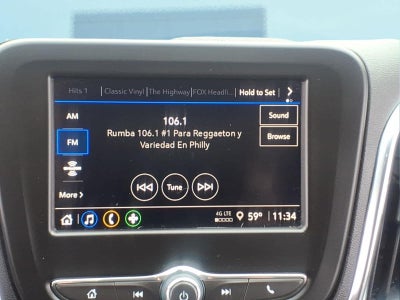 Hits 1 Classic Vinyl The Highway FOX Headli... Hold to Set
AM
106.1
Sound
Rumba 106.1 #1 Para Reggaeton y
Variedad En Philly
Browse
FM
Tune
More
4G LTE
59° 11:34